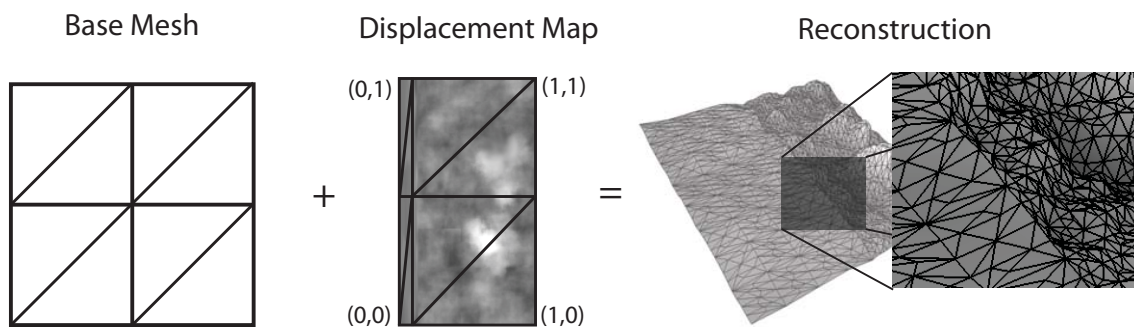 Base Mesh
Displacement Map
Reconstruction
(0,1)
(1,1)
+
=
(0,0)
(1,0)